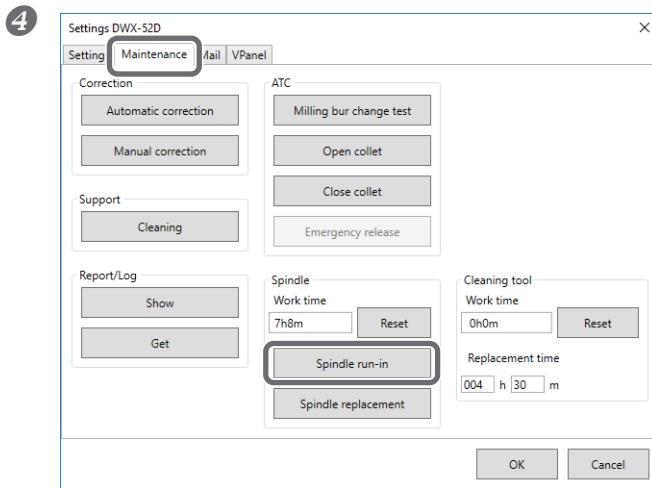 4
Settings DWX-52D
Setting Maintenance Mail VPanel
Correction
Automatic correction
Manual correction
Support
Cleaning
Report/Log
Show
Get
ATC
Milling bur change test
Open collet
Close collet
Emergency release
Spindle
Work time
7h8m Reset
Spindle run-in
Spindle replacement
Cleaning tool
Work time
0h0m Reset
Replacement time
004 h 30 m
OK Cancel